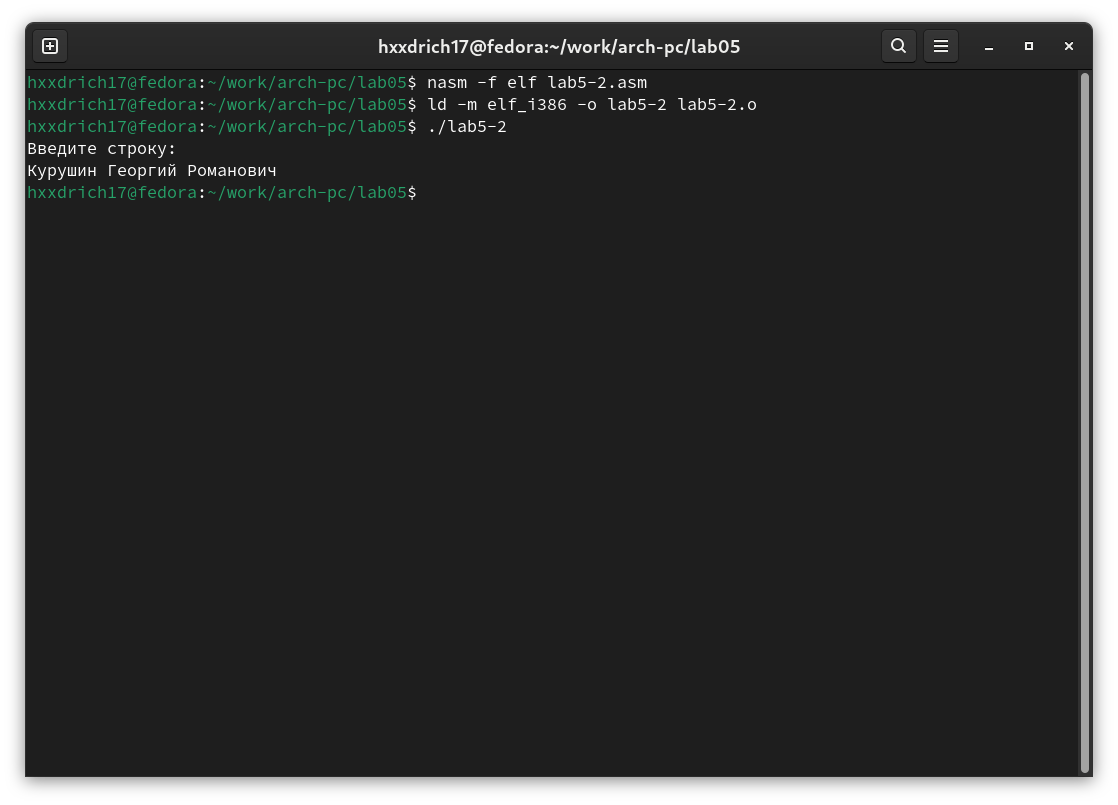 hxxdrich17@fedora:~/work/arch-pc/lab05
hxxdrich17@fedora:~/work/arch-pc/lab05$ nasm -f elf lab5-2.asm
hxxdrich17@fedora:~/work/arch-pc/lab05$ ld -m elf_i386 -o lab5-2 lab5-2.o
hxxdrich17@fedora:~/work/arch-pc/lab05$ ./lab5-2
Введите строку:
Курушин Георгий Романович
hxxdrich17@fedora:~/work/arch-pc/lab05$